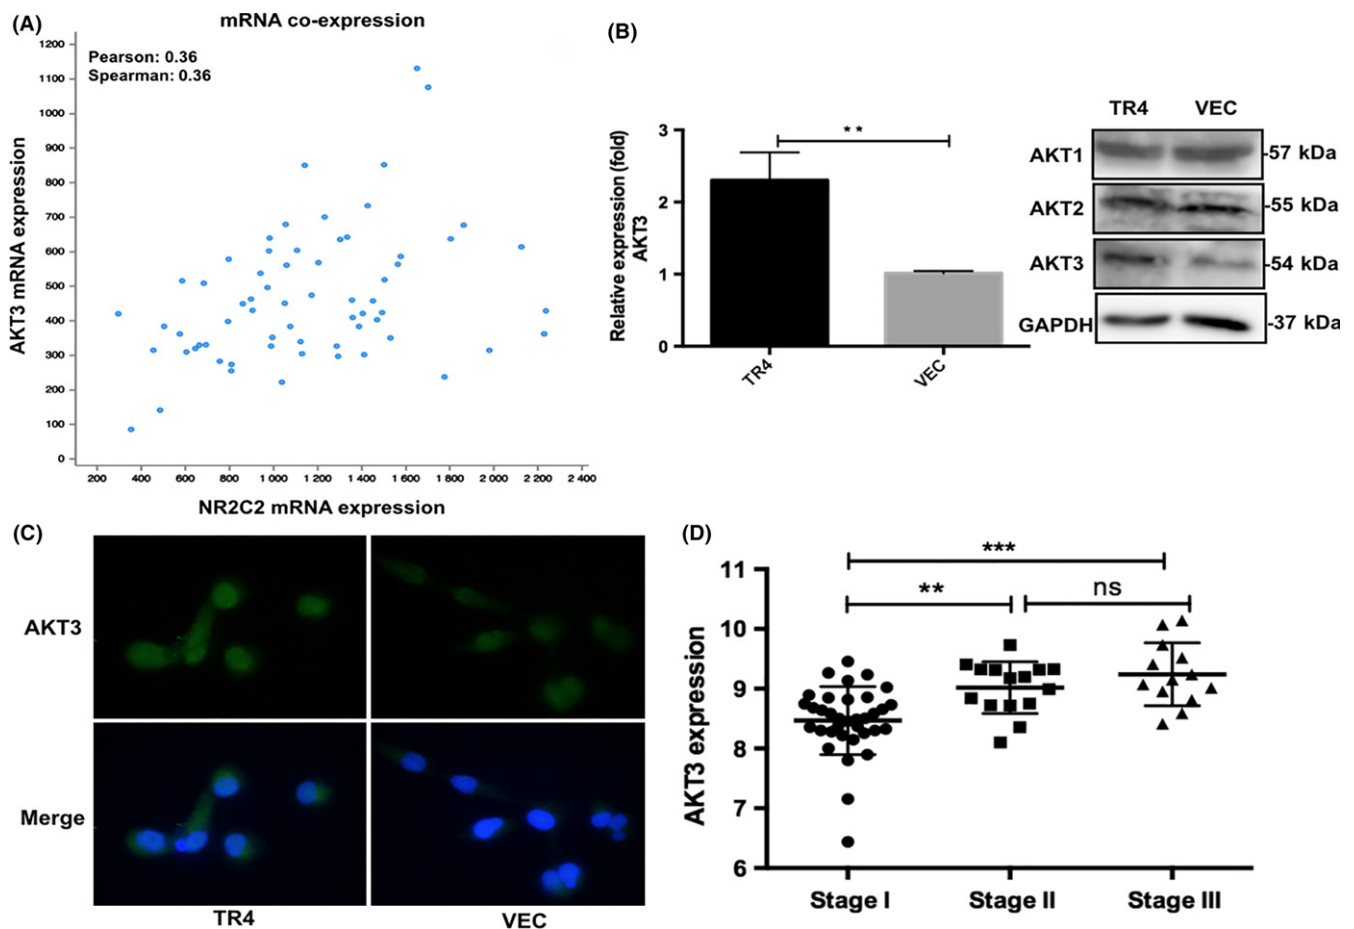 (A)
mRNA co-expression
Pearson: 0.36
Spearman: 0.36
AKT3 mRNA expression
1200
1100
1000
900
800
700
600
500
400
300
200
100
0
200 400 600 800 1 000 1 200 1 400 1 600 1 800 2 000 2 200 2 400
NR2C2 mRNA expression
(B)
Relative expression (fold)
AKT3
3
2
1
0
**
TR4 VEC
TR4 VEC
AKT1 -57 kDa
AKT2 -55 kDa
AKT3 -54 kDa
GAPDH -37 kDa
(C)
AKT3
Merge
TR4 VEC
(D)
AKT3 expression
11
10
9
8
7
6
***
** ns
Stage I Stage II Stage III